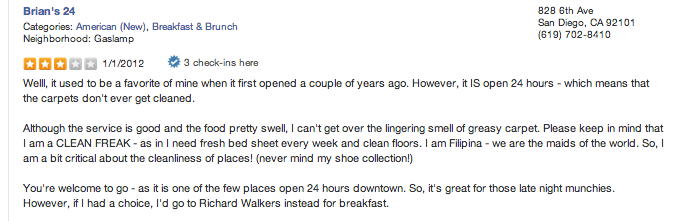 Brian's 24
Categories: American (New), Breakfast & Brunch
Neighborhood: Gaslamp
828 6th Ave
San Diego, CA 92101
(619) 702-8410
1/1/2012 3 check-ins here
Welll, it used to be a favorite of mine when it first opened a couple of years ago. However, it IS open 24 hours - which means that
the carpets don't ever get cleaned.
Although the service is good and the food pretty swell, I can't get over the lingering smell of greasy carpet. Please keep in mind that
I am a CLEAN FREAK - as in I need fresh bed sheet every week and clean floors. I am Filipina - we are the maids of the world. So, I
am a bit critical about the cleanliness of places! (never mind my shoe collection!)
You're welcome to go - as it is one of the few places open 24 hours downtown. So, it's great for those late night munchies.
However, if I had a choice, I'd go to Richard Walkers instead for breakfast.